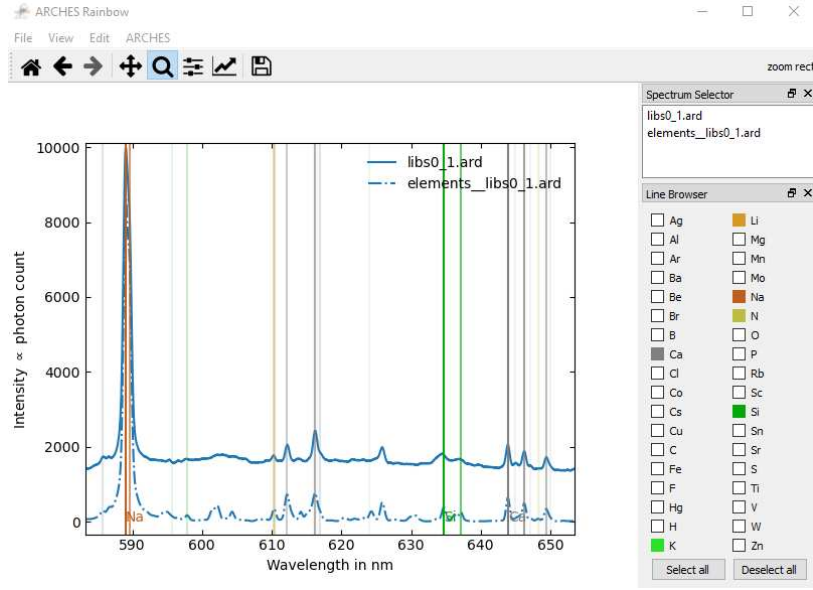 ARCHES Rainbow
File View Edit ARCHES
zoom rect
Spectrum Selector
libs0_1.ard
elements__libs0_1.ard
Line Browser
Ag Li
Al Mg
Ar Mn
Ba Mo
Be Na
Br N
B O
Ca P
Cl Rb
Co Sc
Cs Si
Cu Sn
C Sr
Fe S
F Ti
Hg V
H W
K Zn
Select all Deselect all
libs0_1.ard
elements__libs0_1.ard
10000
8000
6000
4000
2000
0
Intensity ∝ photon count
Na
590 600 610 620 630 640 650
Wavelength in nm